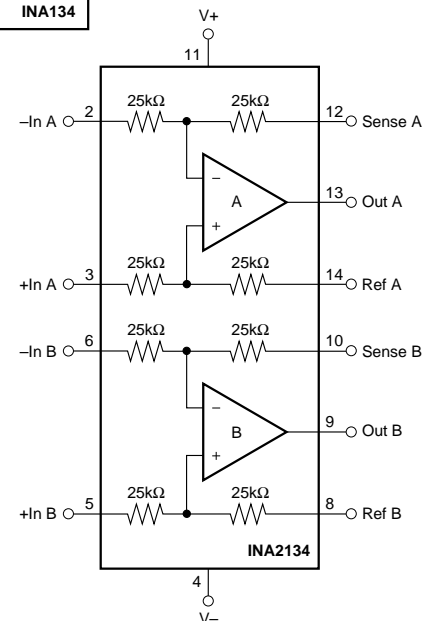 INA134
V+
11
25kΩ 25kΩ
–In A 2 12 Sense A
–
A 13 Out A
+
25kΩ 25kΩ
+In A 3 14 Ref A
25kΩ 25kΩ
–In B 6 10 Sense B
–
B 9 Out B
+
25kΩ 25kΩ
+In B 5 8 Ref B
INA2134
4
V–